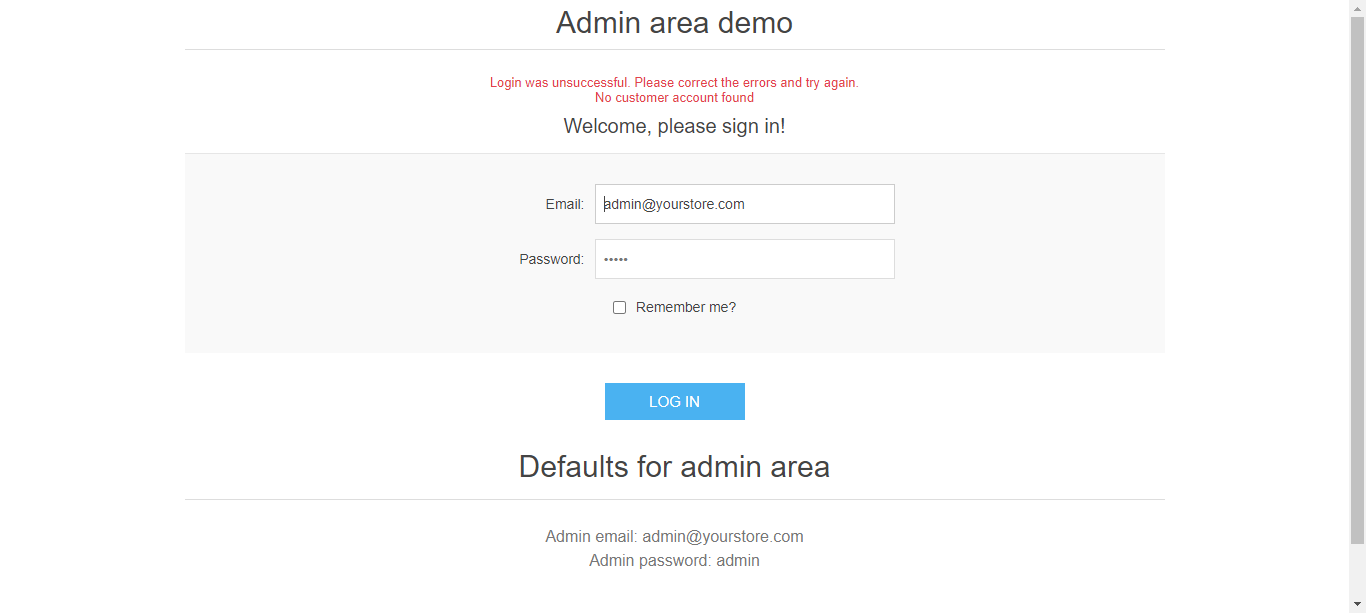 Admin area demo
Login was unsuccessful. Please correct the errors and try again.
No customer account found
Welcome, please sign in!
Email: admin@yourstore.com
Password: •••••
Remember me?
LOG IN
Defaults for admin area
Admin email: admin@yourstore.com
Admin password: admin